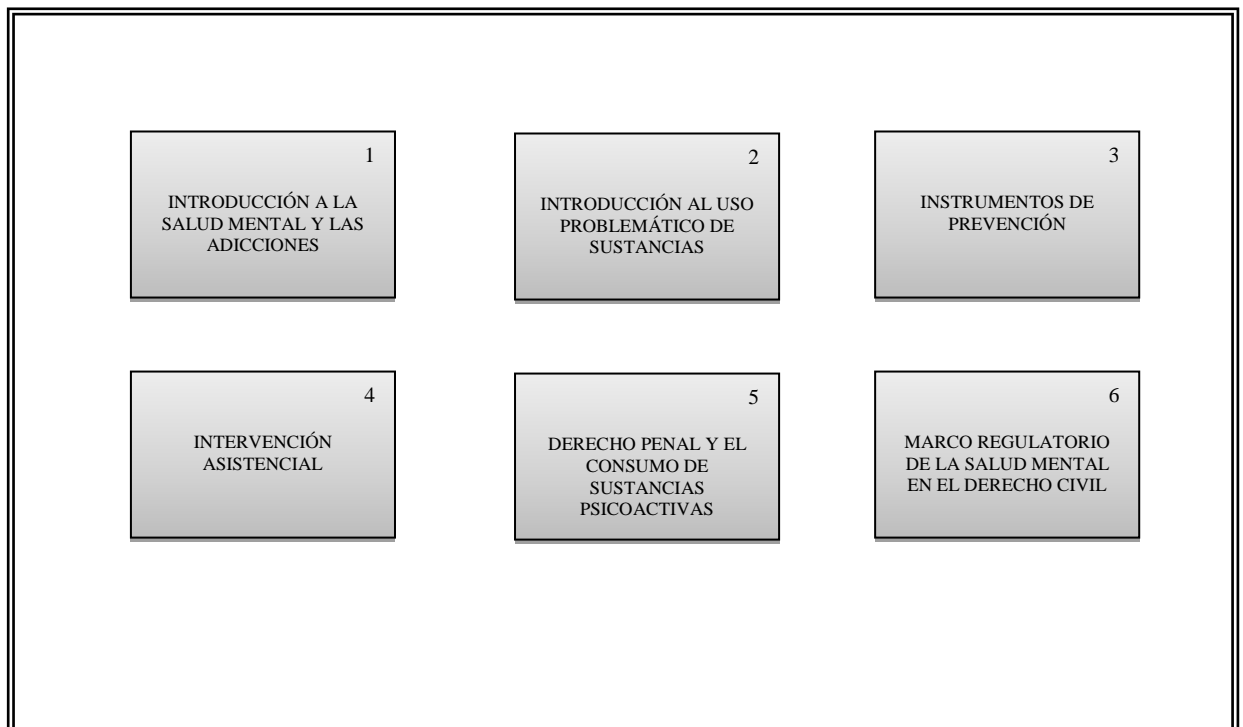 1
INTRODUCCIÓN A LA
SALUD MENTAL Y LAS
ADICCIONES
2
INTRODUCCIÓN AL USO
PROBLEMÁTICO DE
SUSTANCIAS
3
INSTRUMENTOS DE
PREVENCIÓN
4
INTERVENCIÓN
ASISTENCIAL
5
DERECHO PENAL Y EL
CONSUMO DE
SUSTANCIAS
PSICOACTIVAS
6
MARCO REGULATORIO
DE LA SALUD MENTAL
EN EL DERECHO CIVIL